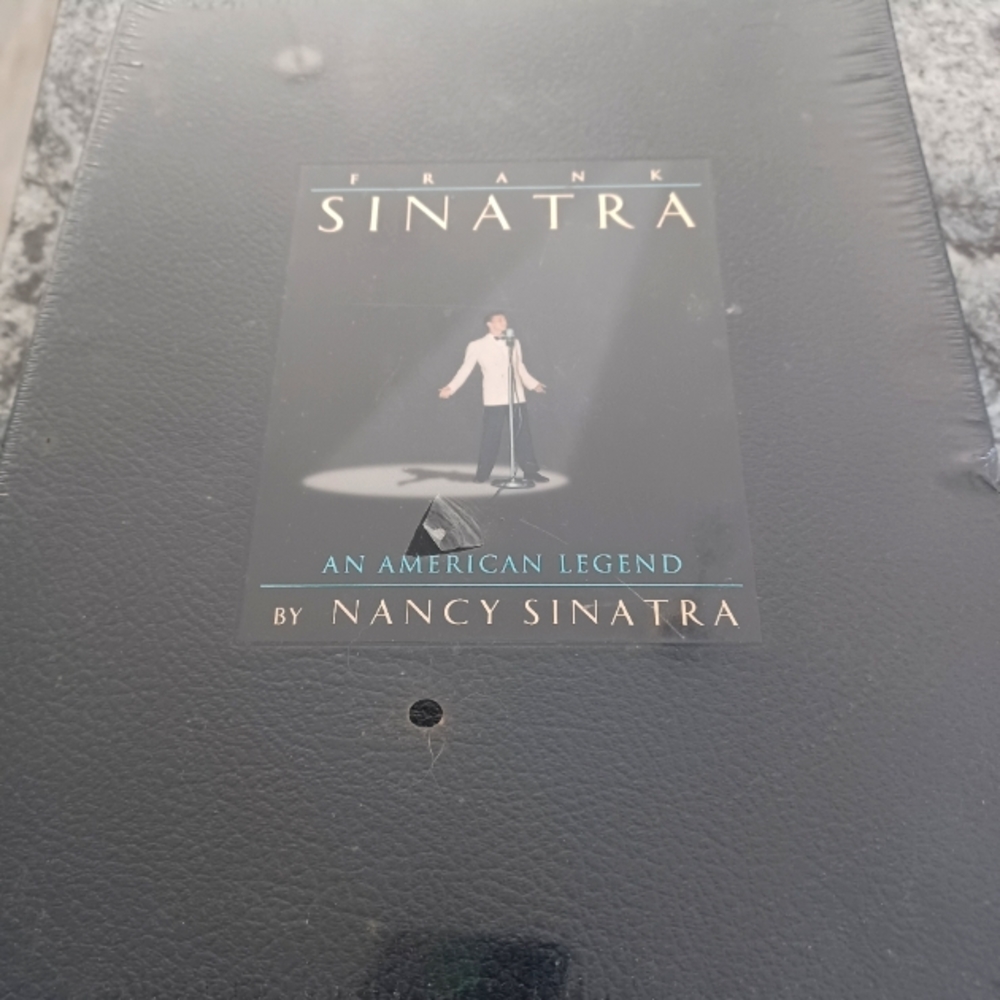 FRANK
SINATRA
AN AMERICAN LEGEND
BY NANCY SINATRA